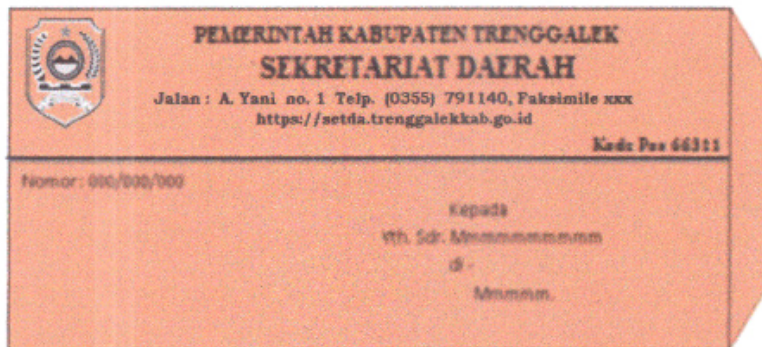 PEMERINTAH KABUPATEN TRENGGALEK
SEKRETARIAT DAERAH
Jalan : A. Yani no. 1 Telp. (0355) 791140, Faksimile xxx
https://setda.trenggalekkab.go.id
Kode Pos 66311
Nomor : 000/000/000
Kepada
Yth. Sdr. Mmmmmmmmmm
di -
Mmmmm.